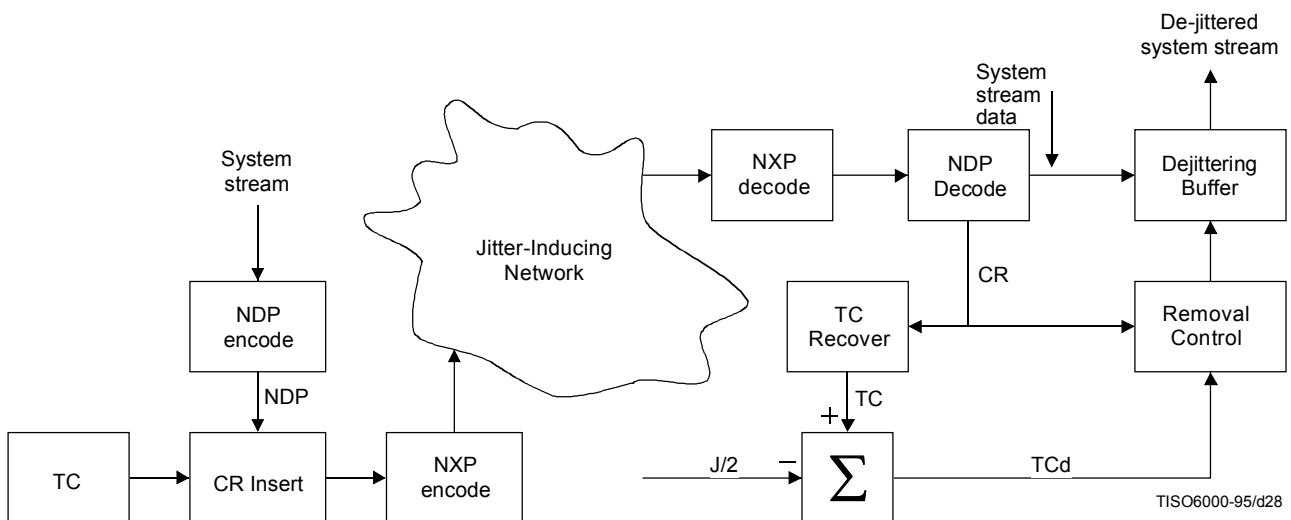 De-jittered
system stream
System
stream
data
System
stream
NXP
decode
NDP
Decode
Dejittering
Buffer
Jitter-Inducing
Network
CR
NDP
encode
TC
Recover
Removal
Control
NDP
TC
+
TC
CR Insert
NXP
encode
J/2
−
Σ
TCd
TISO6000-95/d28